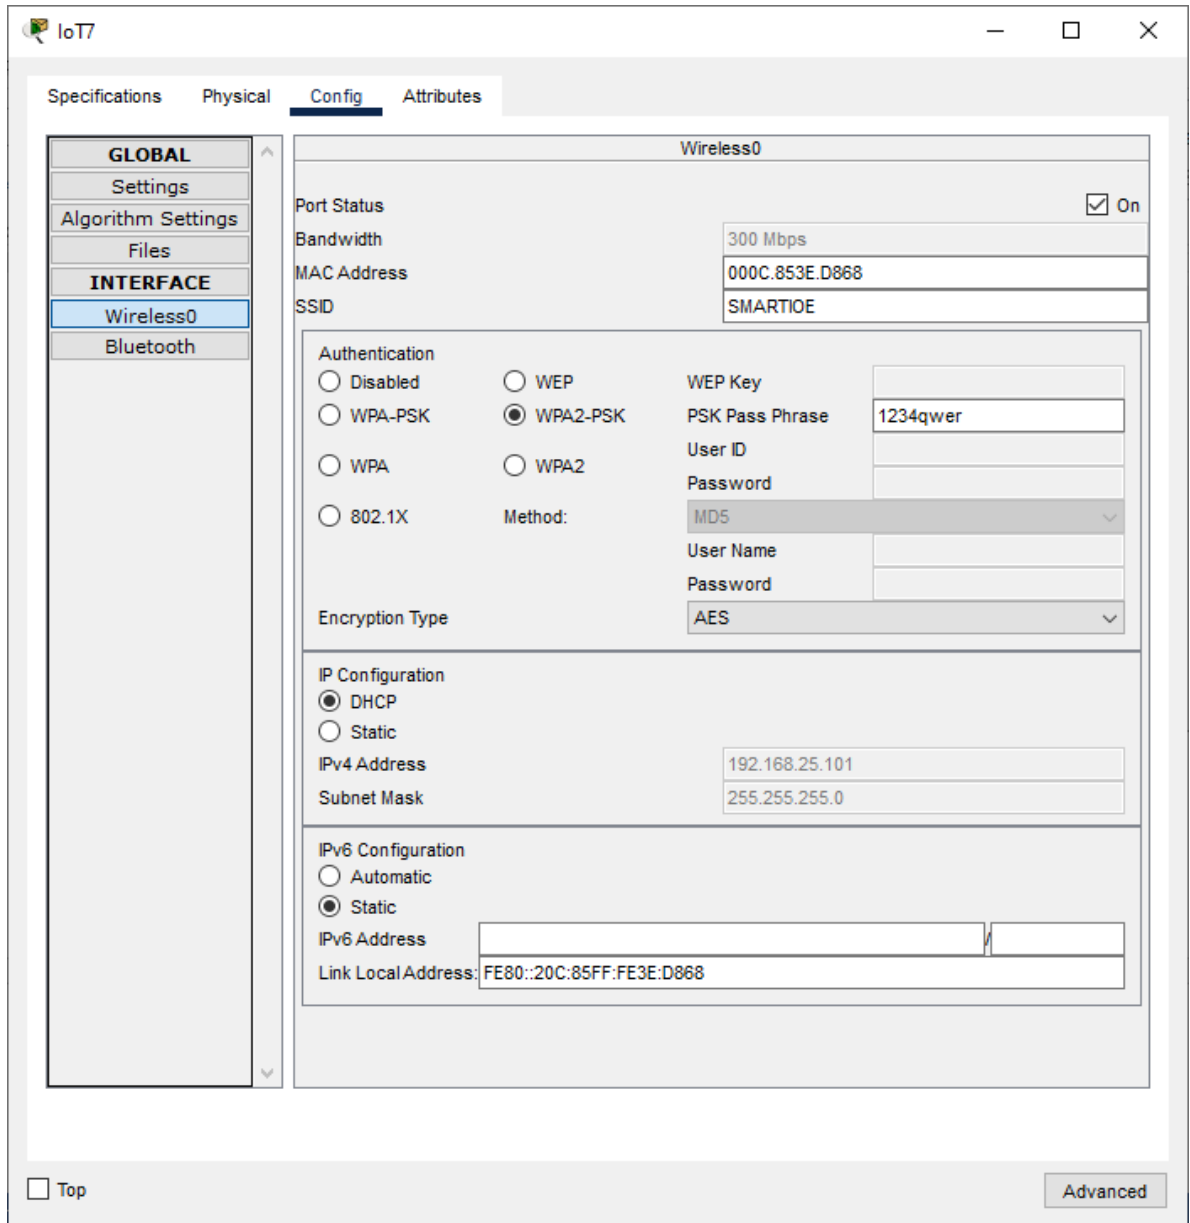 IoT7
Specifications Physical Config Attributes
GLOBAL
Settings
Algorithm Settings
Files
INTERFACE
Wireless0
Bluetooth
Wireless0
Port Status On
Bandwidth 300 Mbps
MAC Address 000C.853E.D868
SSID SMARTIOE
Authentication
Disabled WEP WEP Key
WPA-PSK WPA2-PSK PSK Pass Phrase 1234qwer
User ID
WPA WPA2
Password
802.1X Method: MD5
User Name
Password
Encryption Type AES
IP Configuration
DHCP
Static
IPv4 Address 192.168.25.101
Subnet Mask 255.255.255.0
IPv6 Configuration
Automatic
Static
IPv6 Address /
Link Local Address: FE80::20C:85FF:FE3E:D868
Top Advanced